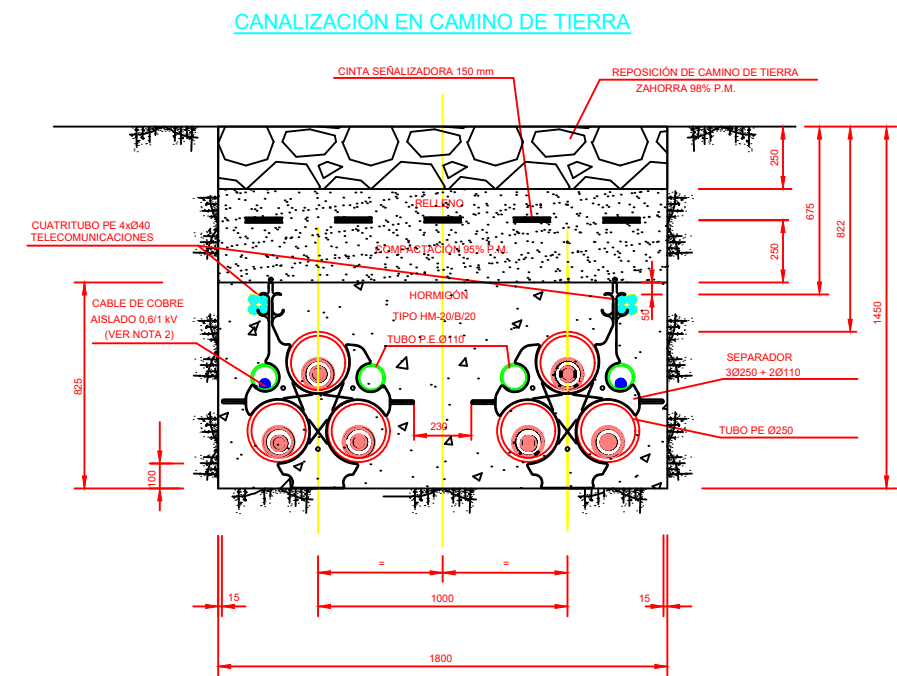 CANALIZACIÓN EN CAMINO DE TIERRA
CINTA SEÑALIZADORA 150 mm
REPOSICIÓN DE CAMINO DE TIERRA
ZAHORRA 98% P.M.
250
675
822
1450
RELLENO
CUATRITUBO PE 4xØ40
TELECOMUNICACIONES
COMPACTACIÓN 95% P.M.
250
HORMIGÓN
TIPO HM-20/B/20
50
CABLE DE COBRE
AISLADO 0,6/1 kV
(VER NOTA 2)
TUBO P.E.Ø110
SEPARADOR
3Ø250 + 2Ø110
825
230
TUBO PE Ø250
100
=
=
15
1000
15
1800